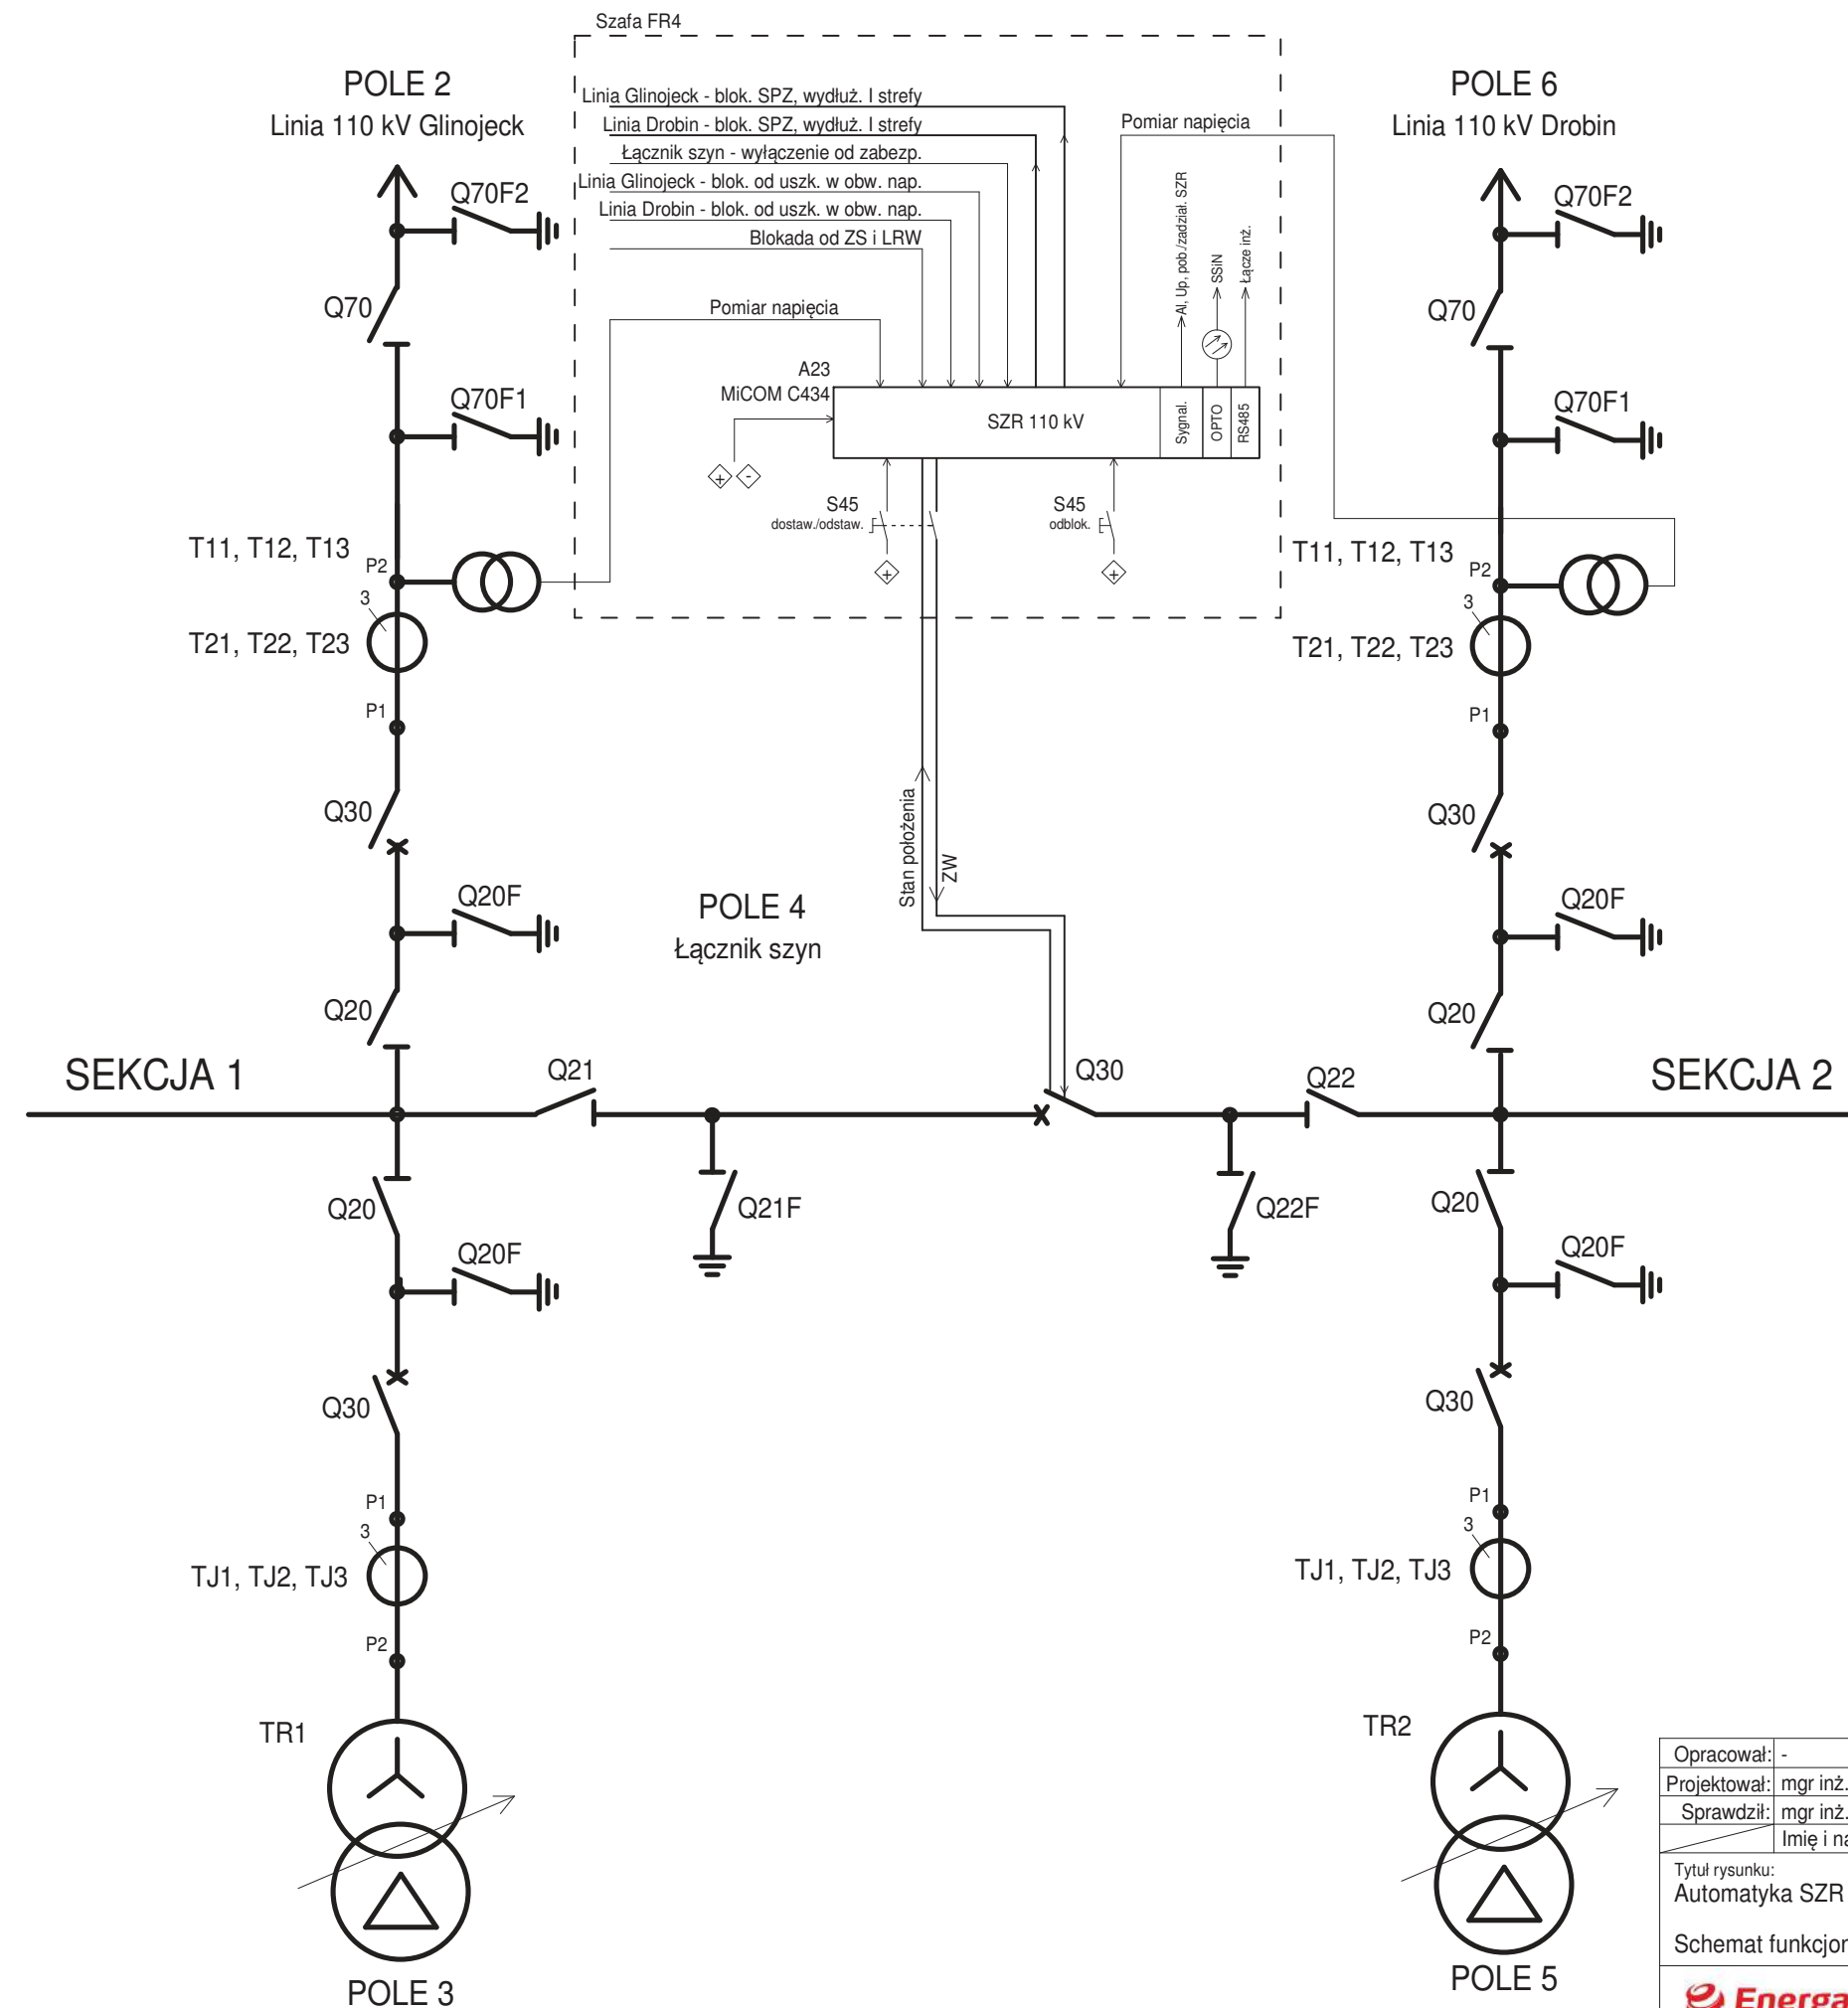 Szafa FR4
POLE 2
Linia 110 kV Glinojeck
POLE 6
Linia 110 kV Drobin
Linia Glinojeck - blok. SPZ, wydłuż. I strefy
Linia Drobin - blok. SPZ, wydłuż. I strefy
Łącznik szyn - wyłączenie od zabezp.
Linia Glinojeck - blok. od uszk. w obw. nap.
Linia Drobin - blok. od uszk. w obw. nap.
Blokada od ZS i LRW
Pomiar napięcia
Pomiar napięcia
Al, Up, pob./zadział. SZR
SSiN
Łącze inż.
A23
MiCOM C434
SZR 110 kV
Sygnal.
OPTO
RS485
+
-
S45
dostaw./odstaw.
+
S45
odblok.
+
Q70F2
Q70
Q70F1
T11, T12, T13
P2
3
T21, T22, T23
P1
Q30
Q20F
Q20
Q70F2
Q70
Q70F1
T11, T12, T13
P2
3
T21, T22, T23
P1
Q30
Q20F
Q20
Stan położenia
ZW
POLE 4
Łącznik szyn
SEKCJA 1
Q21
Q30
Q22
SEKCJA 2
Q21F
Q22F
Q20
Q20F
Q30
P1
3
TJ1, TJ2, TJ3
P2
TR1
POLE 3
Q20
Q20F
Q30
P1
3
TJ1, TJ2, TJ3
P2
TR2
POLE 5
Opracował: -
Projektował: mgr inż.
Sprawdził: mgr inż.
Imię i na
Tytuł rysunku:
Automatyka SZR
Schemat funkcjon
Energa